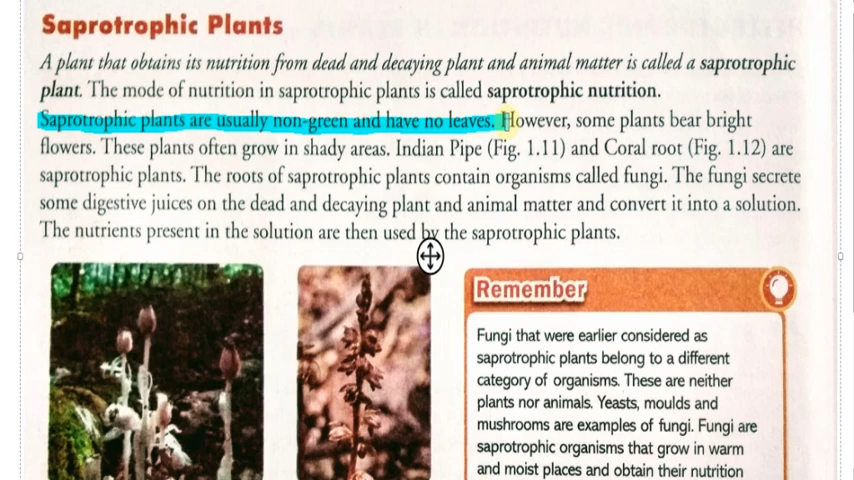 Saprotrophic Plants
A plant that obtains its nutrition from dead and decaying plant and animal matter is called a saprotrophic
plant. The mode of nutrition in saprotrophic plants is called saprotrophic nutrition.
Saprotrophic plants are usually non-green and have no leaves. However, some plants bear bright
flowers. These plants often grow in shady areas. Indian Pipe (Fig. 1.11) and Coral root (Fig. 1.12) are
saprotrophic plants. The roots of saprotrophic plants contain organisms called fungi. The fungi secrete
some digestive juices on the dead and decaying plant and animal matter and convert it into a solution.
The nutrients present in the solution are then used by the saprotrophic plants.
Remember
Fungi that were earlier considered as
saprotrophic plants belong to a different
category of organisms. These are neither
plants nor animals. Yeasts, moulds and
mushrooms are examples of fungi. Fungi are
saprotrophic organisms that grow in warm
and moist places and obtain their nutrition